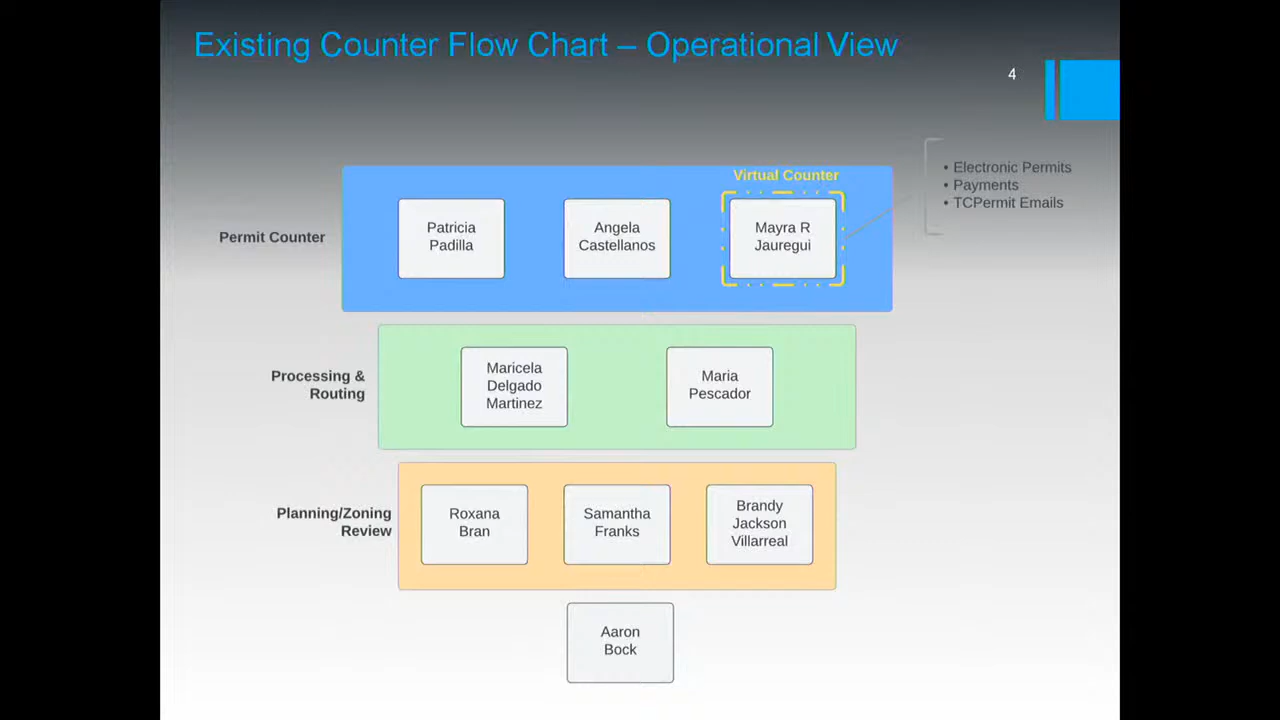 Existing Counter Flow Chart – Operational View
4
Virtual Counter
• Electronic Permits
• Payments
• TCPermit Emails
Permit Counter
Patricia
Padilla
Angela
Castellanos
Mayra R
Jauregui
Processing &
Routing
Maricela
Delgado
Martinez
Maria
Pescador
Planning/Zoning
Review
Roxana
Bran
Samantha
Franks
Brandy
Jackson
Villarreal
Aaron
Bock